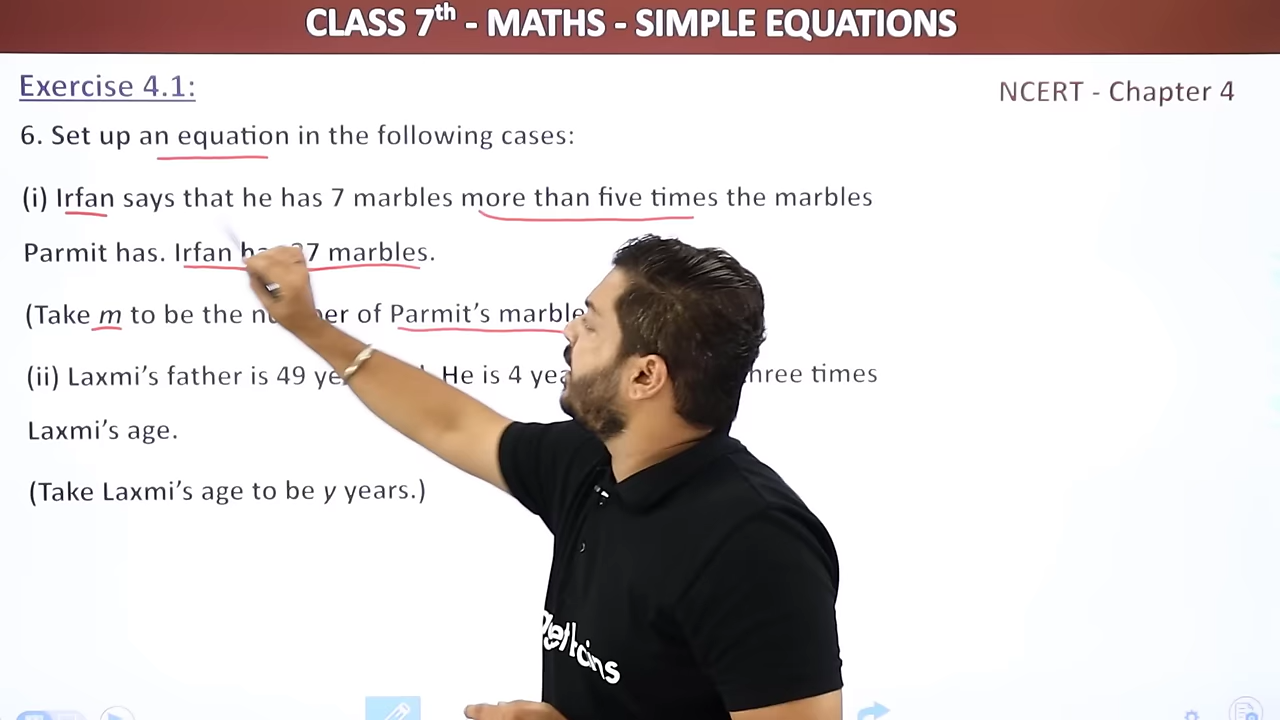 CLASS 7th - MATHS - SIMPLE EQUATIONS
Exercise 4.1:
NCERT - Chapter 4
6. Set up an equation in the following cases:
(i) Irfan says that he has 7 marbles more than five times the marbles
Parmit has. Irfan 37 marbles.
(Take m to be the of Parmit's
(ii) Laxmi's father is 49 He is 4 three times
Laxmi's age.
(Take Laxmi's age to be y years.)